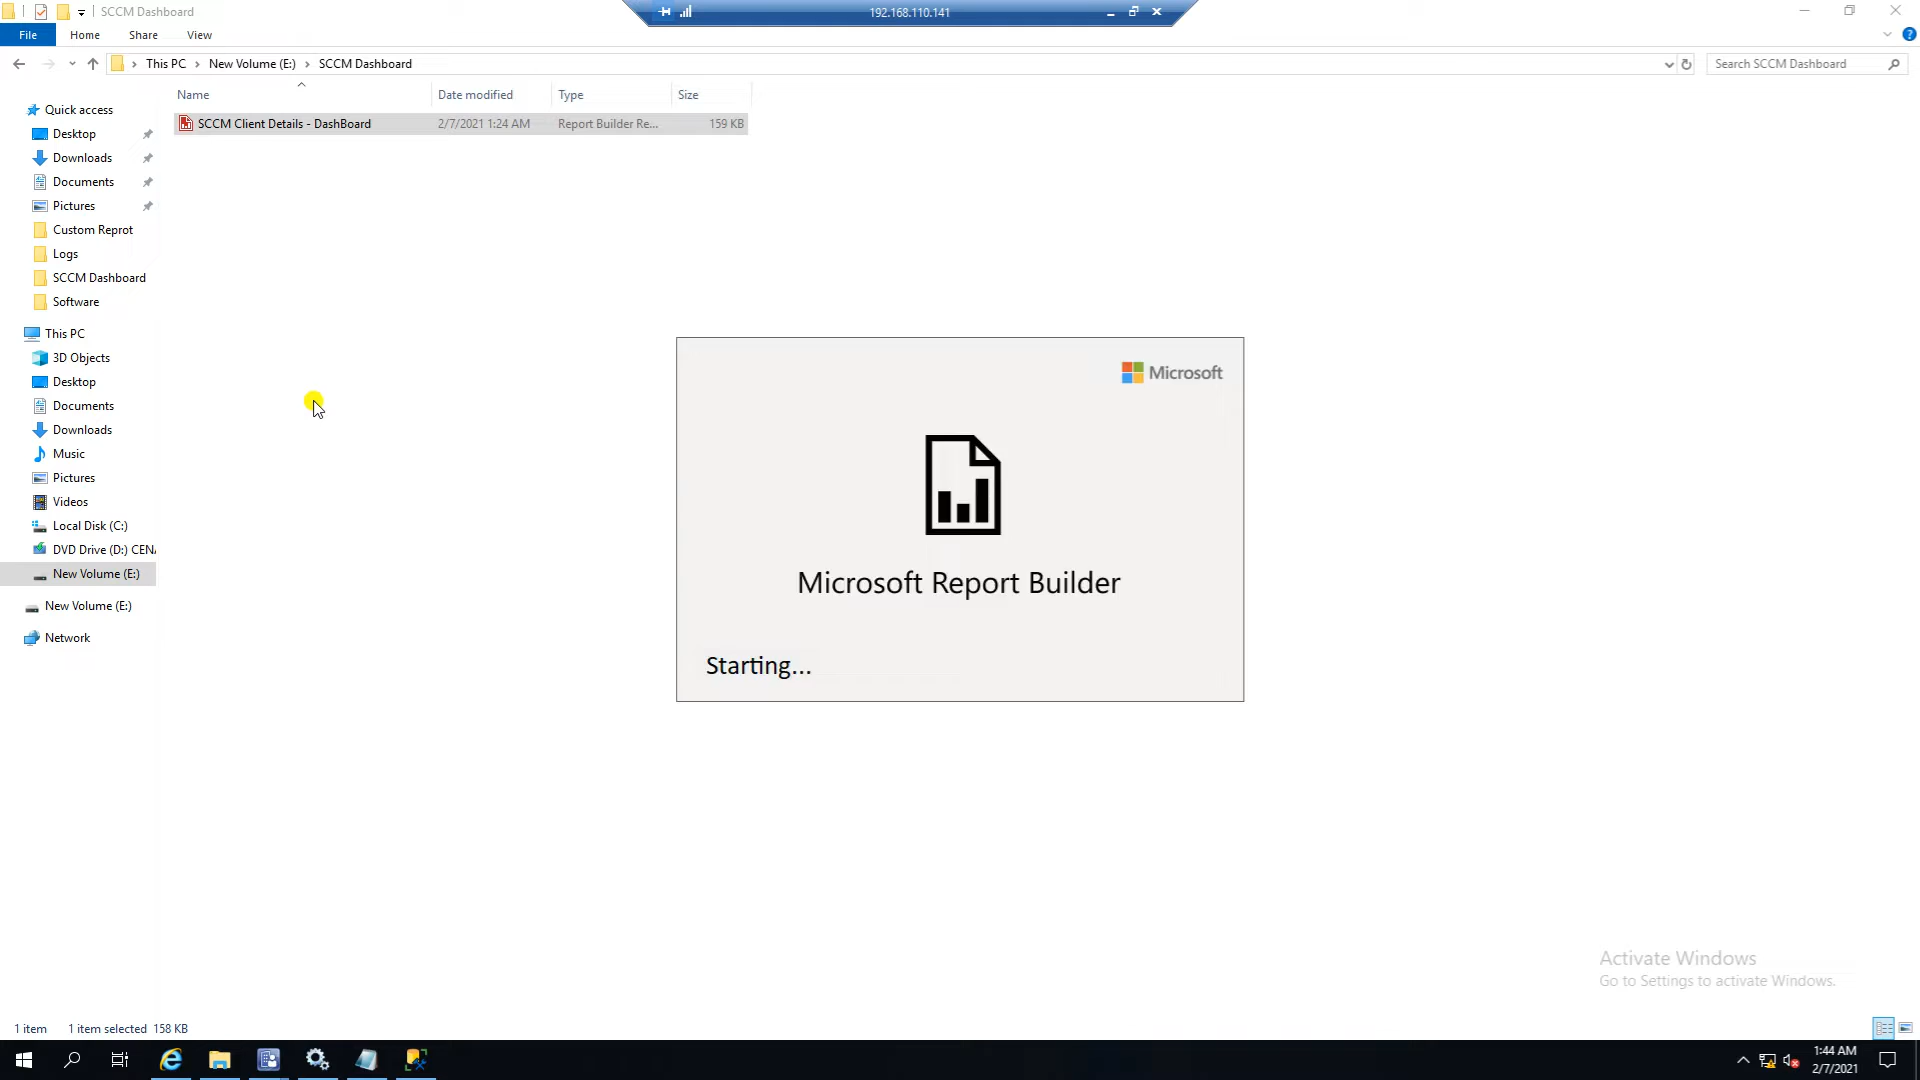 SCCM Dashboard
192.168.110.141
File Home Share View
This PC New Volume (E:) SCCM Dashboard
Search SCCM Dashboard
Name Date modified Type Size
SCCM Client Details - DashBoard 2/7/2021 1:24 AM Report Builder Re... 159 KB
Quick access
Desktop
Downloads
Documents
Pictures
Custom Reprot
Logs
SCCM Dashboard
Software
This PC
3D Objects
Desktop
Documents
Downloads
Music
Pictures
Videos
Local Disk (C:)
DVD Drive (D:) CENA
New Volume (E:)
New Volume (E:)
Network
Microsoft
Microsoft Report Builder
Starting...
Activate Windows
Go to Settings to activate Windows.
1 item 1 item selected 158 KB
1:44 AM
2/7/2021